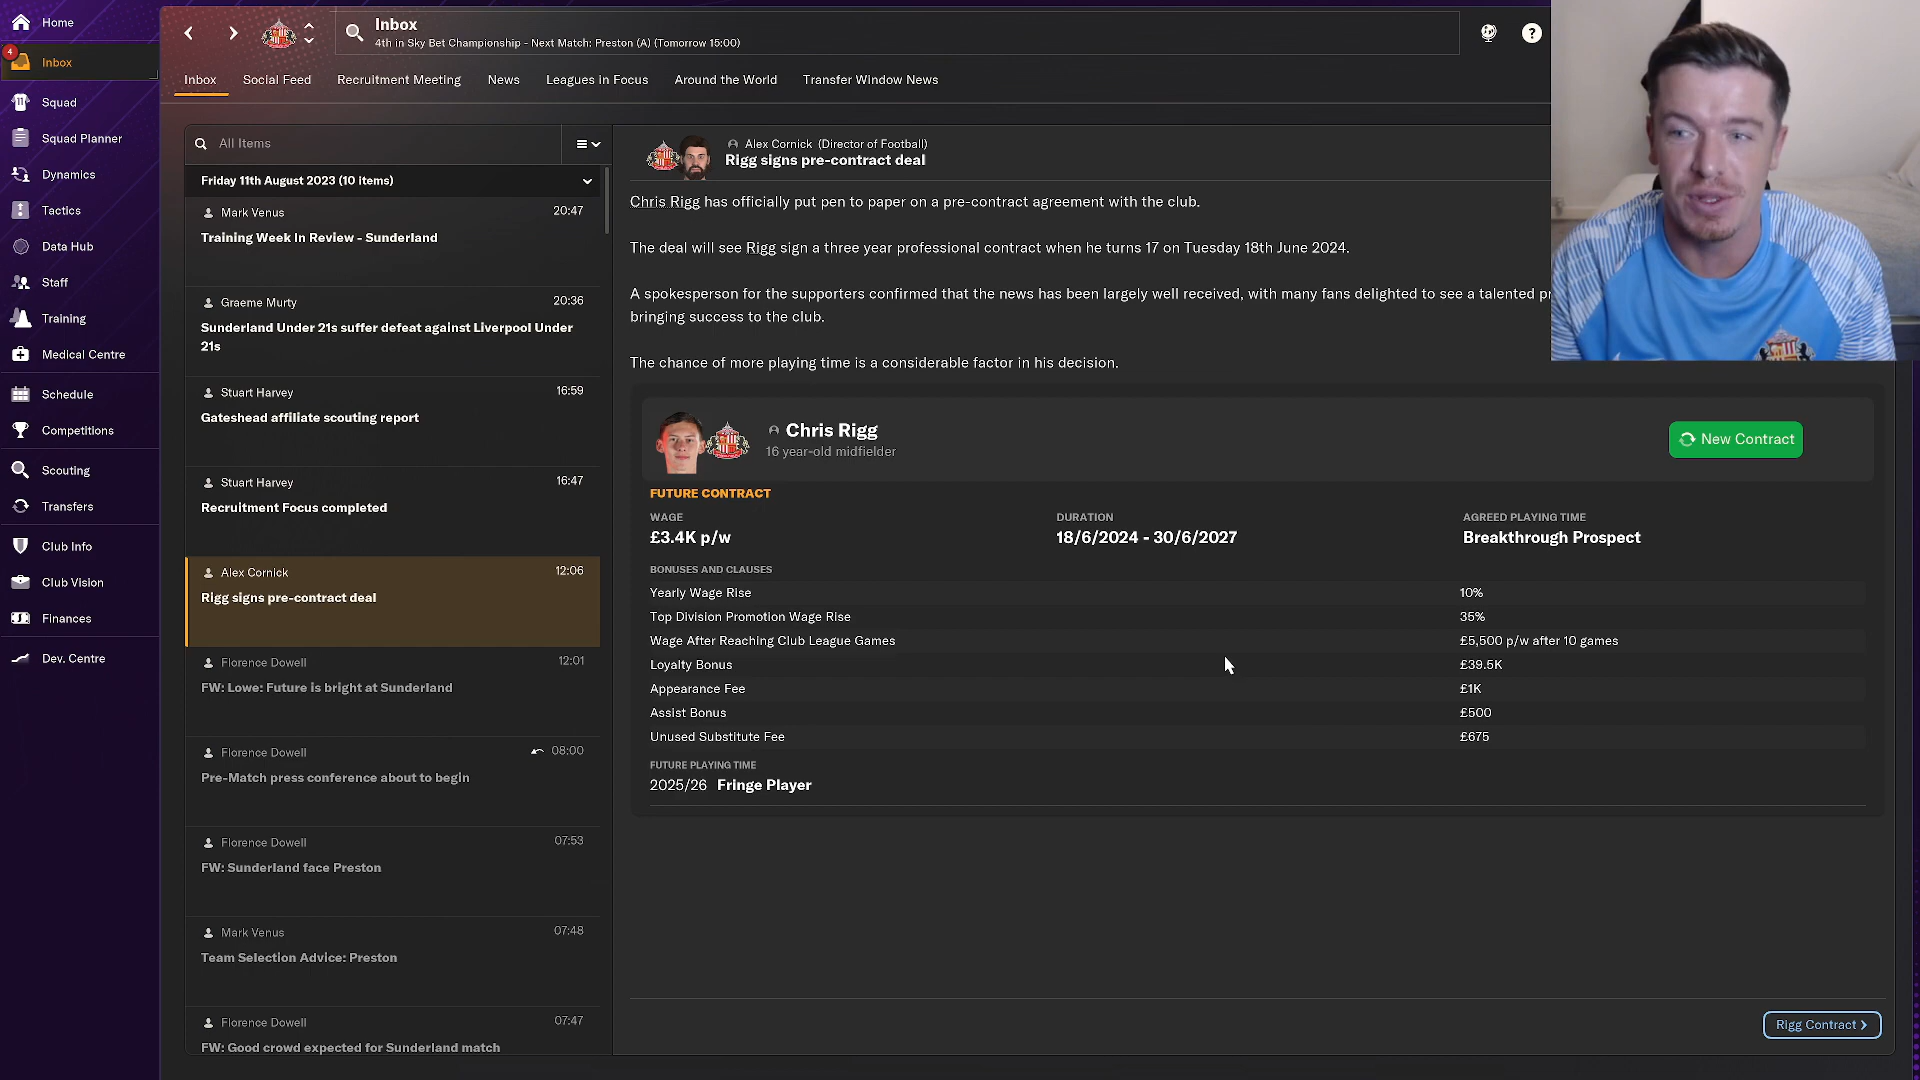 Home
4
Inbox
Squad
Squad Planner
Dynamics
Tactics
Data Hub
Staff
Training
Medical Centre
Schedule
Competitions
Scouting
Transfers
Club Info
Club Vision
Finances
Dev. Centre
Inbox
4th in Sky Bet Championship - Next Match: Preston (A) (Tomorrow 15:00)
?
Inbox
Social Feed
Recruitment Meeting
News
Leagues in Focus
Around the World
Transfer Window News
All Items
Friday 11th August 2023 (10 items)
Mark Venus 20:47
Training Week In Review - Sunderland
Graeme Murty 20:36
Sunderland Under 21s suffer defeat against Liverpool Under
21s
Stuart Harvey 16:59
Gateshead affiliate scouting report
Stuart Harvey 16:47
Recruitment Focus completed
Alex Cornick 12:06
Rigg signs pre-contract deal
Florence Dowell 12:01
FW: Lowe: Future is bright at Sunderland
Florence Dowell 08:00
Pre-Match press conference about to begin
Florence Dowell 07:53
FW: Sunderland face Preston
Mark Venus 07:48
Team Selection Advice: Preston
Florence Dowell 07:47
FW: Good crowd expected for Sunderland match
Alex Cornick (Director of Football)
Rigg signs pre-contract deal
Chris Rigg has officially put pen to paper on a pre-contract agreement with the club.
The deal will see Rigg sign a three year professional contract when he turns 17 on Tuesday 18th June 2024.
A spokesperson for the supporters confirmed that the news has been largely well received, with many fans delighted to see a talented
bringing success to the club.
The chance of more playing time is a considerable factor in his decision.
Chris Rigg
16 year-old midfielder
New Contract
FUTURE CONTRACT
WAGE DURATION AGREED PLAYING TIME
£3.4K p/w 18/6/2024 - 30/6/2027 Breakthrough Prospect
BONUSES AND CLAUSES
Yearly Wage Rise 10%
Top Division Promotion Wage Rise 35%
Wage After Reaching Club League Games £5,500 p/w after 10 games
Loyalty Bonus £39.5K
Appearance Fee £1K
Assist Bonus £500
Unused Substitute Fee £675
FUTURE PLAYING TIME
2025/26 Fringe Player
Rigg Contract >